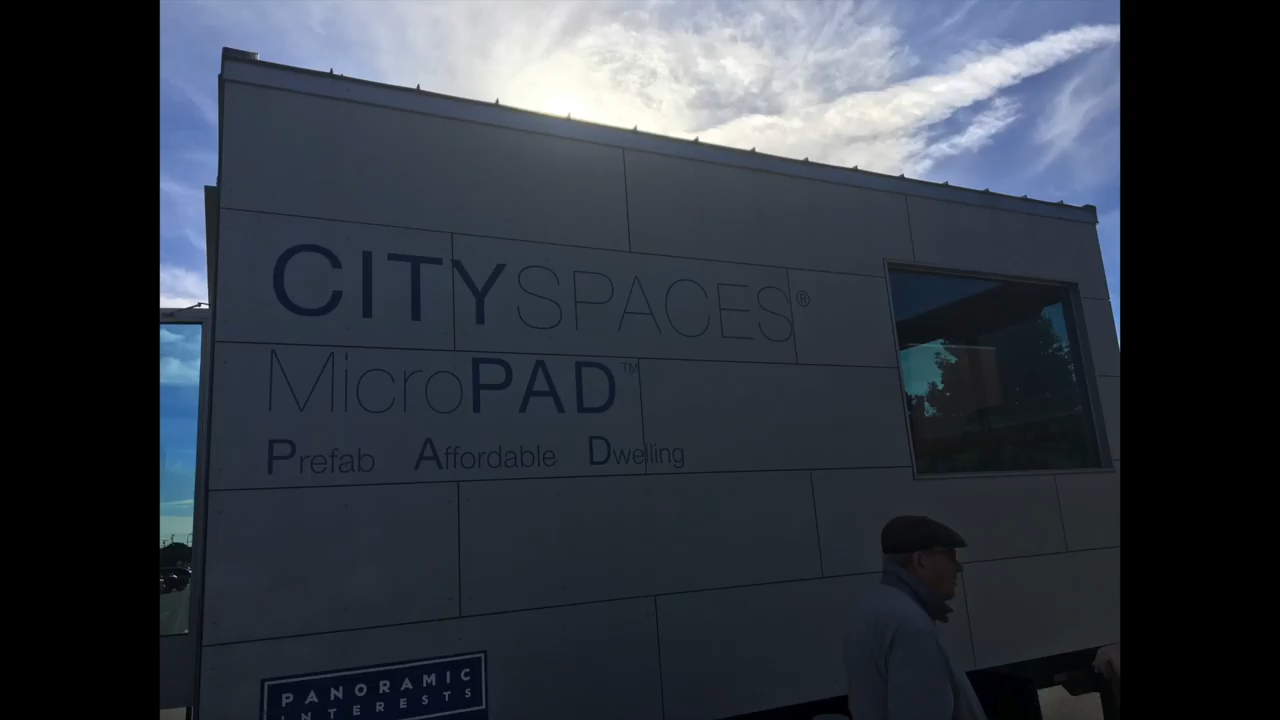 CITYSPACES®
MicroPAD™
Prefab Affordable Dwelling
PANORAMIC
INTERESTS